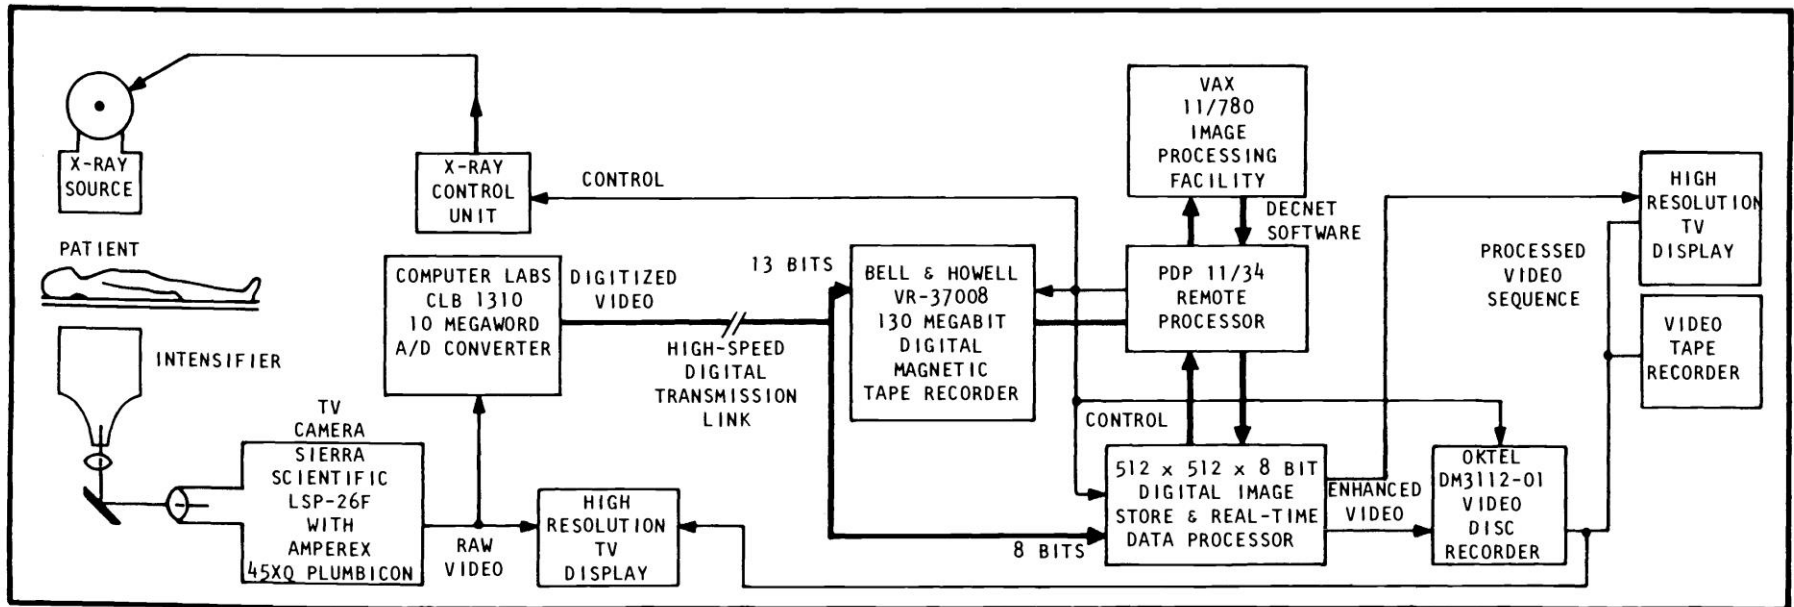 X-RAY
SOURCE
PATIENT
INTENSIFIER
TV
CAMERA
SIERRA
SCIENTIFIC
LSP-26F
WITH
AMPEREX
45XQ PLUMBICON
X-RAY
CONTROL
UNIT
CONTROL
COMPUTER LABS
CLB 1310
10 MEGAWORD
A/D CONVERTER
DIGITIZED
VIDEO
RAW
VIDEO
HIGH
RESOLUTION
TV
DISPLAY
HIGH-SPEED
DIGITAL
TRANSMISSION
LINK
13 BITS
8 BITS
BELL & HOWELL
VR-37008
130 MEGABIT
DIGITAL
MAGNETIC
TAPE RECORDER
VAX
11/780
IMAGE
PROCESSING
FACILITY
DECNET
SOFTWARE
PDP 11/34
REMOTE
PROCESSOR
CONTROL
512 x 512 x 8 BIT
DIGITAL IMAGE
STORE & REAL-TIME
DATA PROCESSOR
ENHANCED
VIDEO
OKTEL
DM3112-01
VIDEO
DISC
RECORDER
PROCESSED
VIDEO
SEQUENCE
HIGH
RESOLUTION
TV
DISPLAY
VIDEO
TAPE
RECORDER